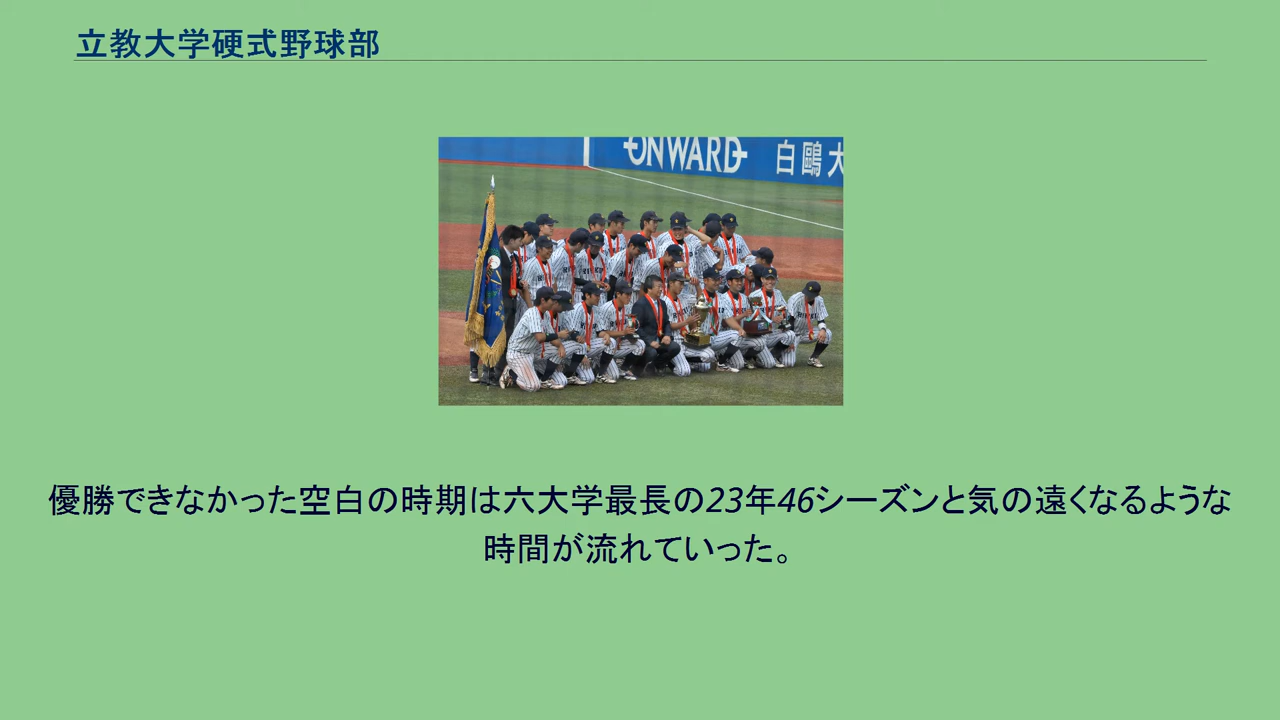 立教大学硬式野球部
ONWARD
白鷗大
優勝できなかった空白の時期は六大学最長の23年46シーズンと気の遠くなるような
時間が流れていった。